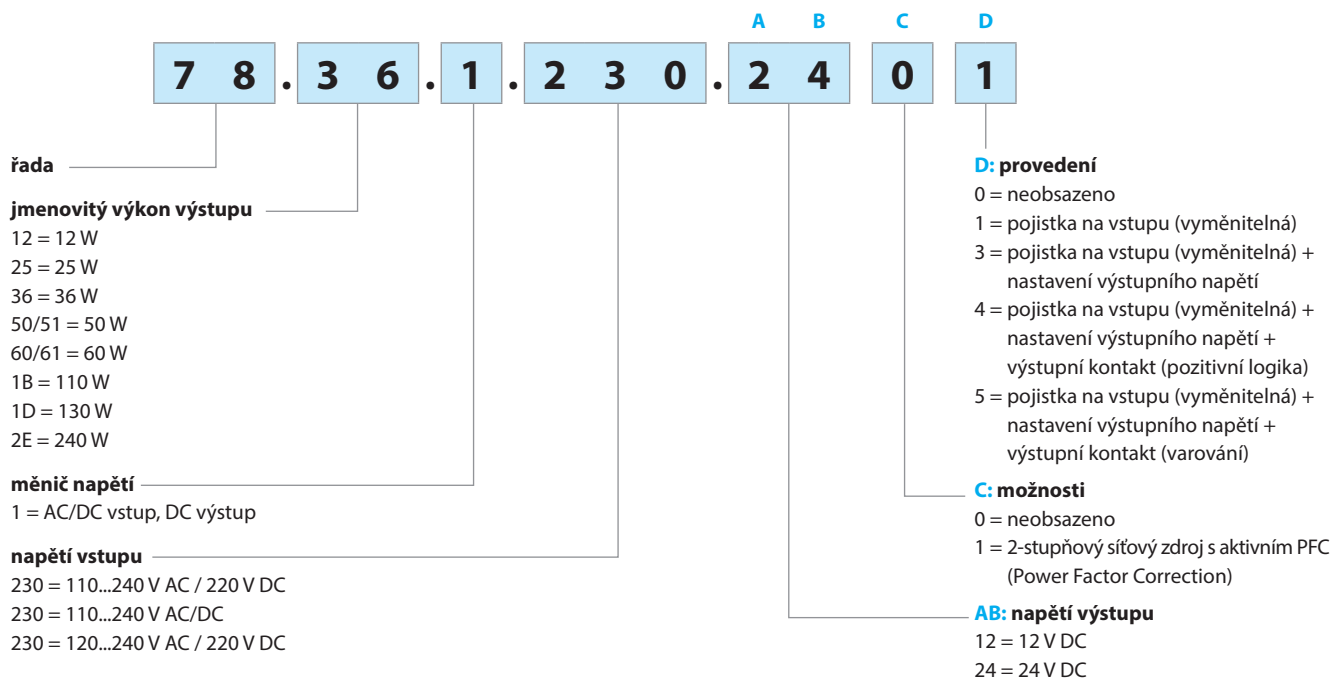 A B C D
7 8 . 3 6 . 1 . 2 3 0 . 2 4 0 1
řada
jmenovitý výkon výstupu
12 = 12 W
25 = 25 W
36 = 36 W
50/51 = 50 W
60/61 = 60 W
1B = 110 W
1D = 130 W
2E = 240 W
měnič napětí
1 = AC/DC vstup, DC výstup
napětí vstupu
230 = 110...240 V AC / 220 V DC
230 = 110...240 V AC/DC
230 = 120...240 V AC / 220 V DC
D: provedení
0 = neobsazeno
1 = pojistka na vstupu (vyměnitelná)
3 = pojistka na vstupu (vyměnitelná) +
nastavení výstupního napětí
4 = pojistka na vstupu (vyměnitelná) +
nastavení výstupního napětí +
výstupní kontakt (pozitivní logika)
5 = pojistka na vstupu (vyměnitelná) +
nastavení výstupního napětí +
výstupní kontakt (varování)
C: možnosti
0 = neobsazeno
1 = 2-stupňový síťový zdroj s aktivním PFC
(Power Factor Correction)
AB: napětí výstupu
12 = 12 V DC
24 = 24 V DC